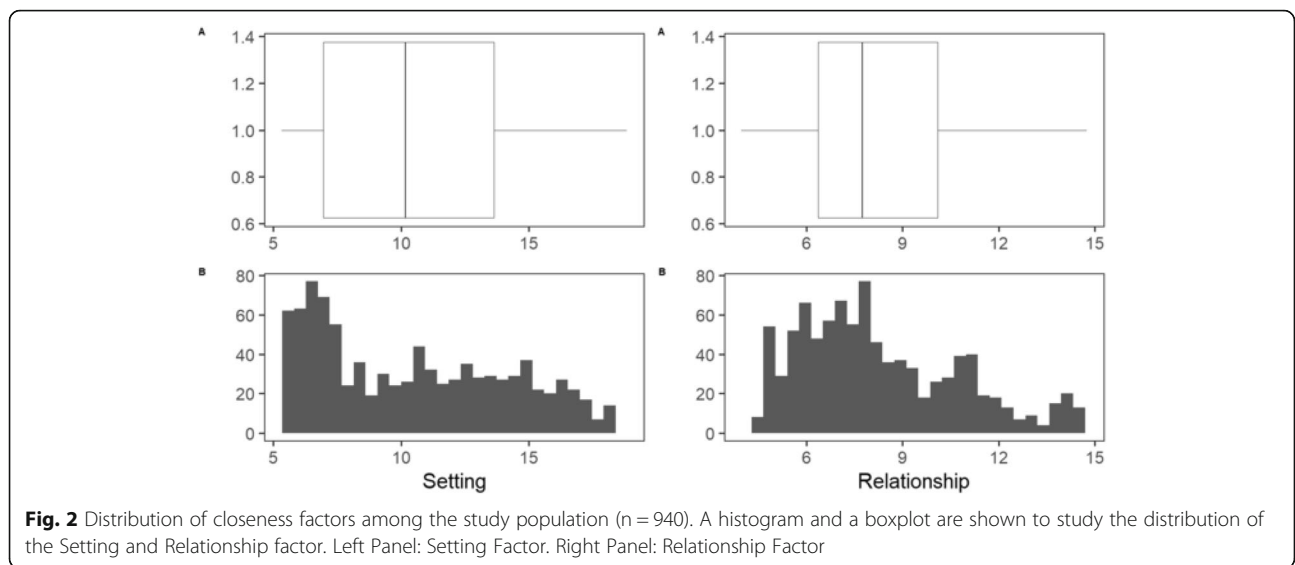 A
1.4
1.2
1.0
0.8
0.6
5 10 15
A
1.4
1.2
1.0
0.8
0.6
6 9 12 15
B
80
60
40
20
0
5 10 15
Setting
B
80
60
40
20
0
6 9 12 15
Relationship
Fig. 2 Distribution of closeness factors among the study population (n = 940). A histogram and a boxplot are shown to study the distribution of
the Setting and Relationship factor. Left Panel: Setting Factor. Right Panel: Relationship Factor